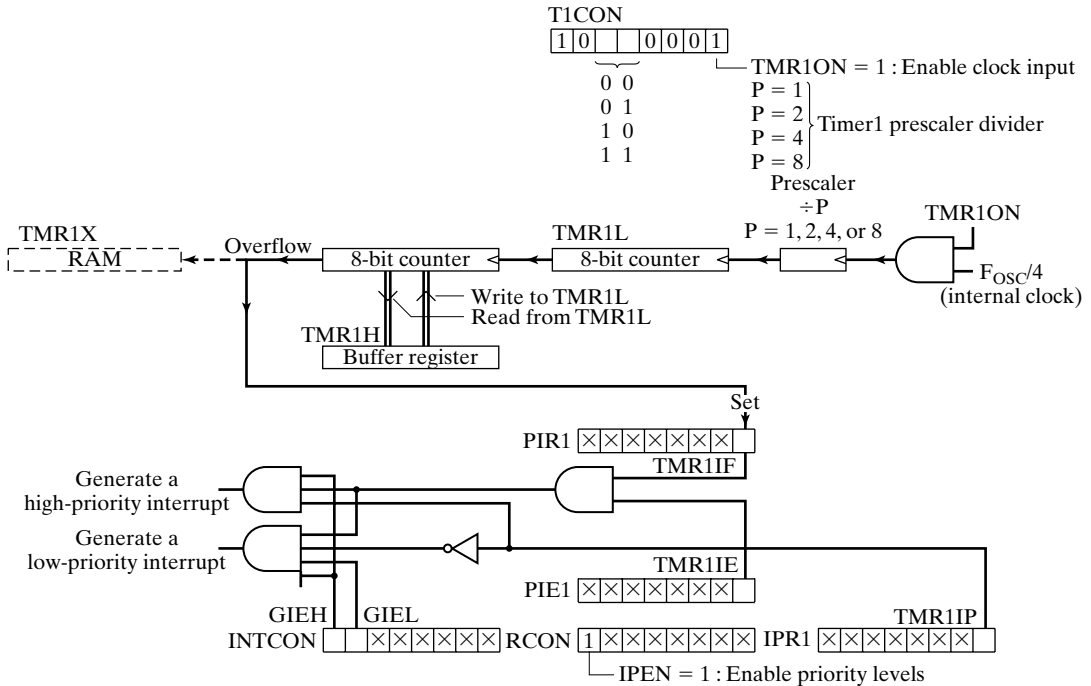 T1CON
1 0 0 0 0 1
TMR1ON = 1 : Enable clock input
0 0 P = 1
0 1 P = 2
1 0 P = 4
1 1 P = 8
Timer1 prescaler divider
Prescaler
÷P
P = 1, 2, 4, or 8
TMR1ON
TMR1X
RAM
Overflow
8-bit counter
TMR1L
8-bit counter
F_OSC/4
(internal clock)
Write to TMR1L
Read from TMR1L
TMR1H
Buffer register
Set
PIR1 × × × × × × ×
TMR1IF
Generate a
high-priority interrupt
Generate a
low-priority interrupt
TMR1IE
PIE1 × × × × × × ×
GIEH GIEL
TMR1IP
INTCON × × × × × × RCON 1 × × × × × × × IPR1 × × × × × × ×
IPEN = 1 : Enable priority levels